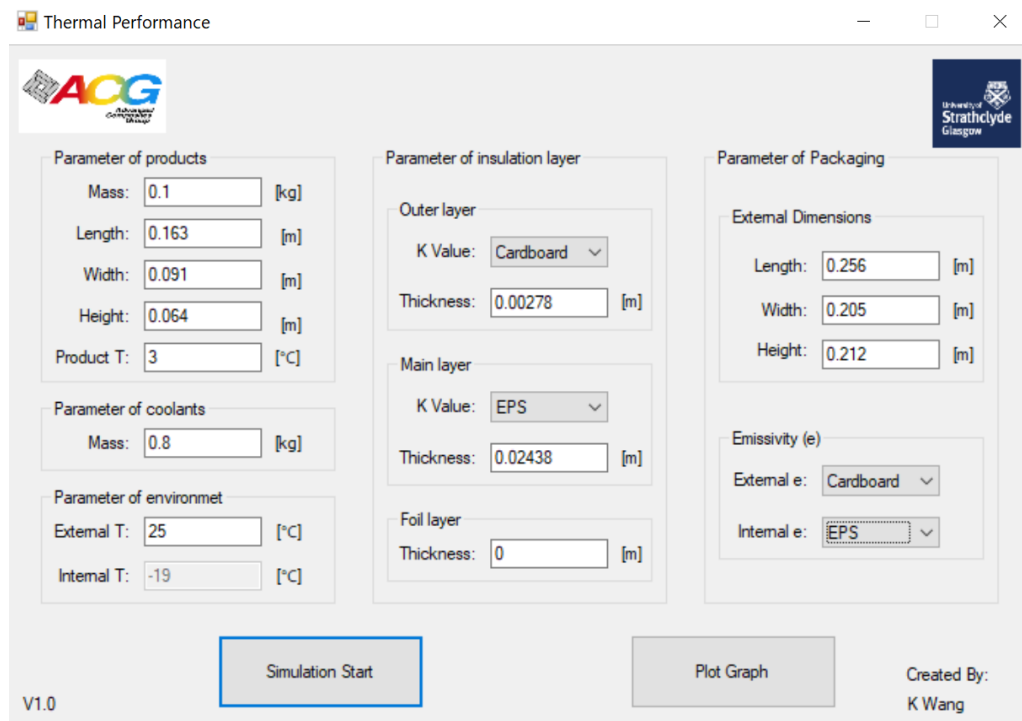 Thermal Performance
ACG
Advanced
Composites
Group
University of
Strathclyde
Glasgow
Parameter of products
Mass: 0.1 [kg]
Length: 0.163 [m]
Width: 0.091 [m]
Height: 0.064 [m]
Product T: 3 [°C]
Parameter of coolants
Mass: 0.8 [kg]
Parameter of environmet
External T: 25 [°C]
Internal T: -19 [°C]
Parameter of insulation layer
Outer layer
K Value: Cardboard
Thickness: 0.00278 [m]
Main layer
K Value: EPS
Thickness: 0.02438 [m]
Foil layer
Thickness: 0 [m]
Parameter of Packaging
External Dimensions
Length: 0.256 [m]
Width: 0.205 [m]
Height: 0.212 [m]
Emissivity (e)
External e: Cardboard
Internal e: EPS
Simulation Start
Plot Graph
V1.0
Created By:
K Wang